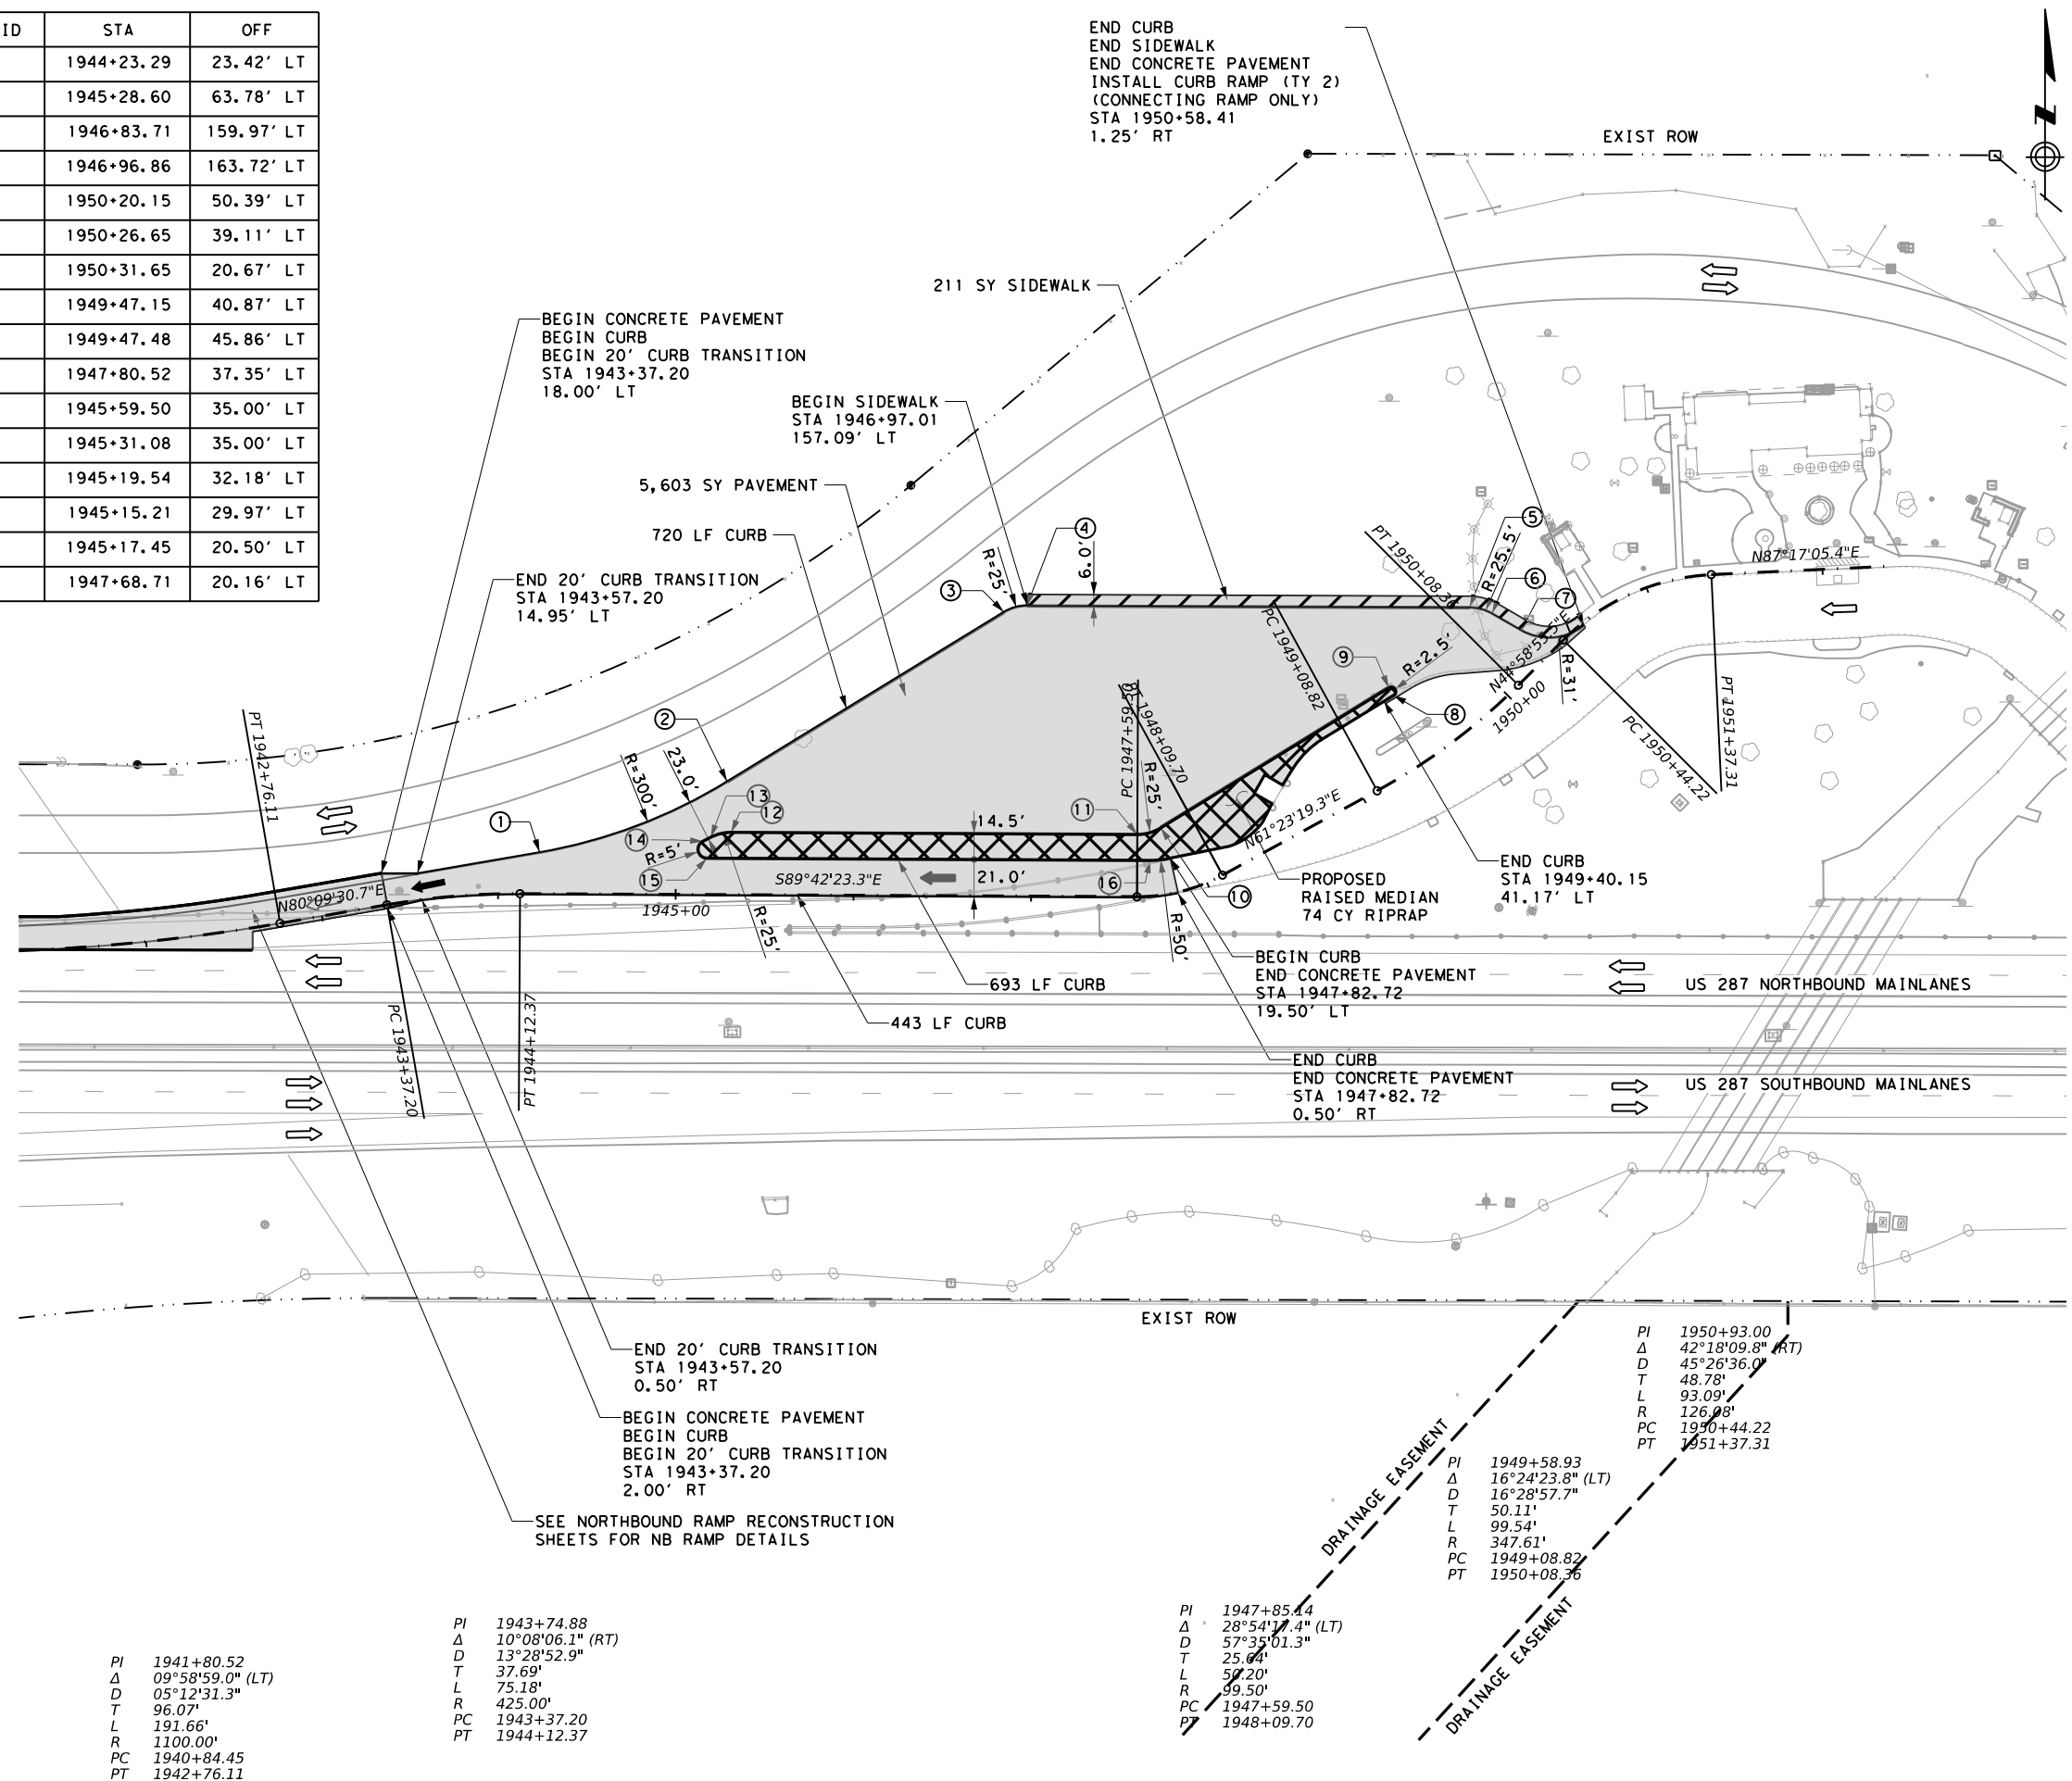 ID STA OFF
1944+23.29 23.42' LT
1945+28.60 63.78' LT
1946+83.71 159.97' LT
1946+96.86 163.72' LT
1950+20.15 50.39' LT
1950+26.65 39.11' LT
1950+31.65 20.67' LT
1949+47.15 40.87' LT
1949+47.48 45.86' LT
1947+80.52 37.35' LT
1945+59.50 35.00' LT
1945+31.08 35.00' LT
1945+19.54 32.18' LT
1945+15.21 29.97' LT
1945+17.45 20.50' LT
1947+68.71 20.16' LT
END CURB
END SIDEWALK
END CONCRETE PAVEMENT
INSTALL CURB RAMP (TY 2)
(CONNECTING RAMP ONLY)
STA 1950+58.41
1.25' RT
EXIST ROW
N
211 SY SIDEWALK
BEGIN CONCRETE PAVEMENT
BEGIN CURB
BEGIN 20' CURB TRANSITION
STA 1943+37.20
18.00' LT
BEGIN SIDEWALK
STA 1946+97.01
157.09' LT
5,603 SY PAVEMENT
720 LF CURB
END 20' CURB TRANSITION
STA 1943+57.20
14.95' LT
R=25'
3
4
6.0'
5
R=25.5'
6
7
PT 1950+08.36
PC 1949+08.82
N87°17'05.4"E
N44°58'55.5"E
1950+00
R=31'
PC 1950+44.22
PT 1951+37.31
9
R=2.5'
8
2
23.0'
R=300'
1
PT 1942+76.11
13
12
14
R=5'
15
14.5'
11
R=25'
PC 1947+59.50
PT 1948+09.70
16
10
N61°23'19.3"E
S89°42'23.3"E
21.0'
N80°09'30.7"E
1945+00
R=25'
R=50'
PROPOSED
RAISED MEDIAN
74 CY RIPRAP
END CURB
STA 1949+40.15
41.17' LT
BEGIN CURB
END CONCRETE PAVEMENT
STA 1947+82.72
19.50' LT
693 LF CURB
443 LF CURB
PC 1943+37.20
PT 1944+12.37
US 287 NORTHBOUND MAINLANES
END CURB
END CONCRETE PAVEMENT
STA 1947+82.72
0.50' RT
US 287 SOUTHBOUND MAINLANES
EXIST ROW
END 20' CURB TRANSITION
STA 1943+57.20
0.50' RT
BEGIN CONCRETE PAVEMENT
BEGIN CURB
BEGIN 20' CURB TRANSITION
STA 1943+37.20
2.00' RT
SEE NORTHBOUND RAMP RECONSTRUCTION
SHEETS FOR NB RAMP DETAILS
DRAINAGE EASEMENT
DRAINAGE EASEMENT
PI 1950+93.00
Δ 42°18'09.8" (RT)
D 45°26'36.0"
T 48.78'
L 93.09'
R 126.08'
PC 1950+44.22
PT 1951+37.31
PI 1949+58.93
Δ 16°24'23.8" (LT)
D 16°28'57.7"
T 50.11'
L 99.54'
R 347.61'
PC 1949+08.82
PT 1950+08.36
PI 1947+85.14
Δ 28°54'17.4" (LT)
D 57°35'01.3"
T 25.64'
L 50.20'
R 99.50'
PC 1947+59.50
PT 1948+09.70
PI 1943+74.88
Δ 10°08'06.1" (RT)
D 13°28'52.9"
T 37.69'
L 75.18'
R 425.00'
PC 1943+37.20
PT 1944+12.37
PI 1941+80.52
Δ 09°58'59.0" (LT)
D 05°12'31.3"
T 96.07'
L 191.66'
R 1100.00'
PC 1940+84.45
PT 1942+76.11